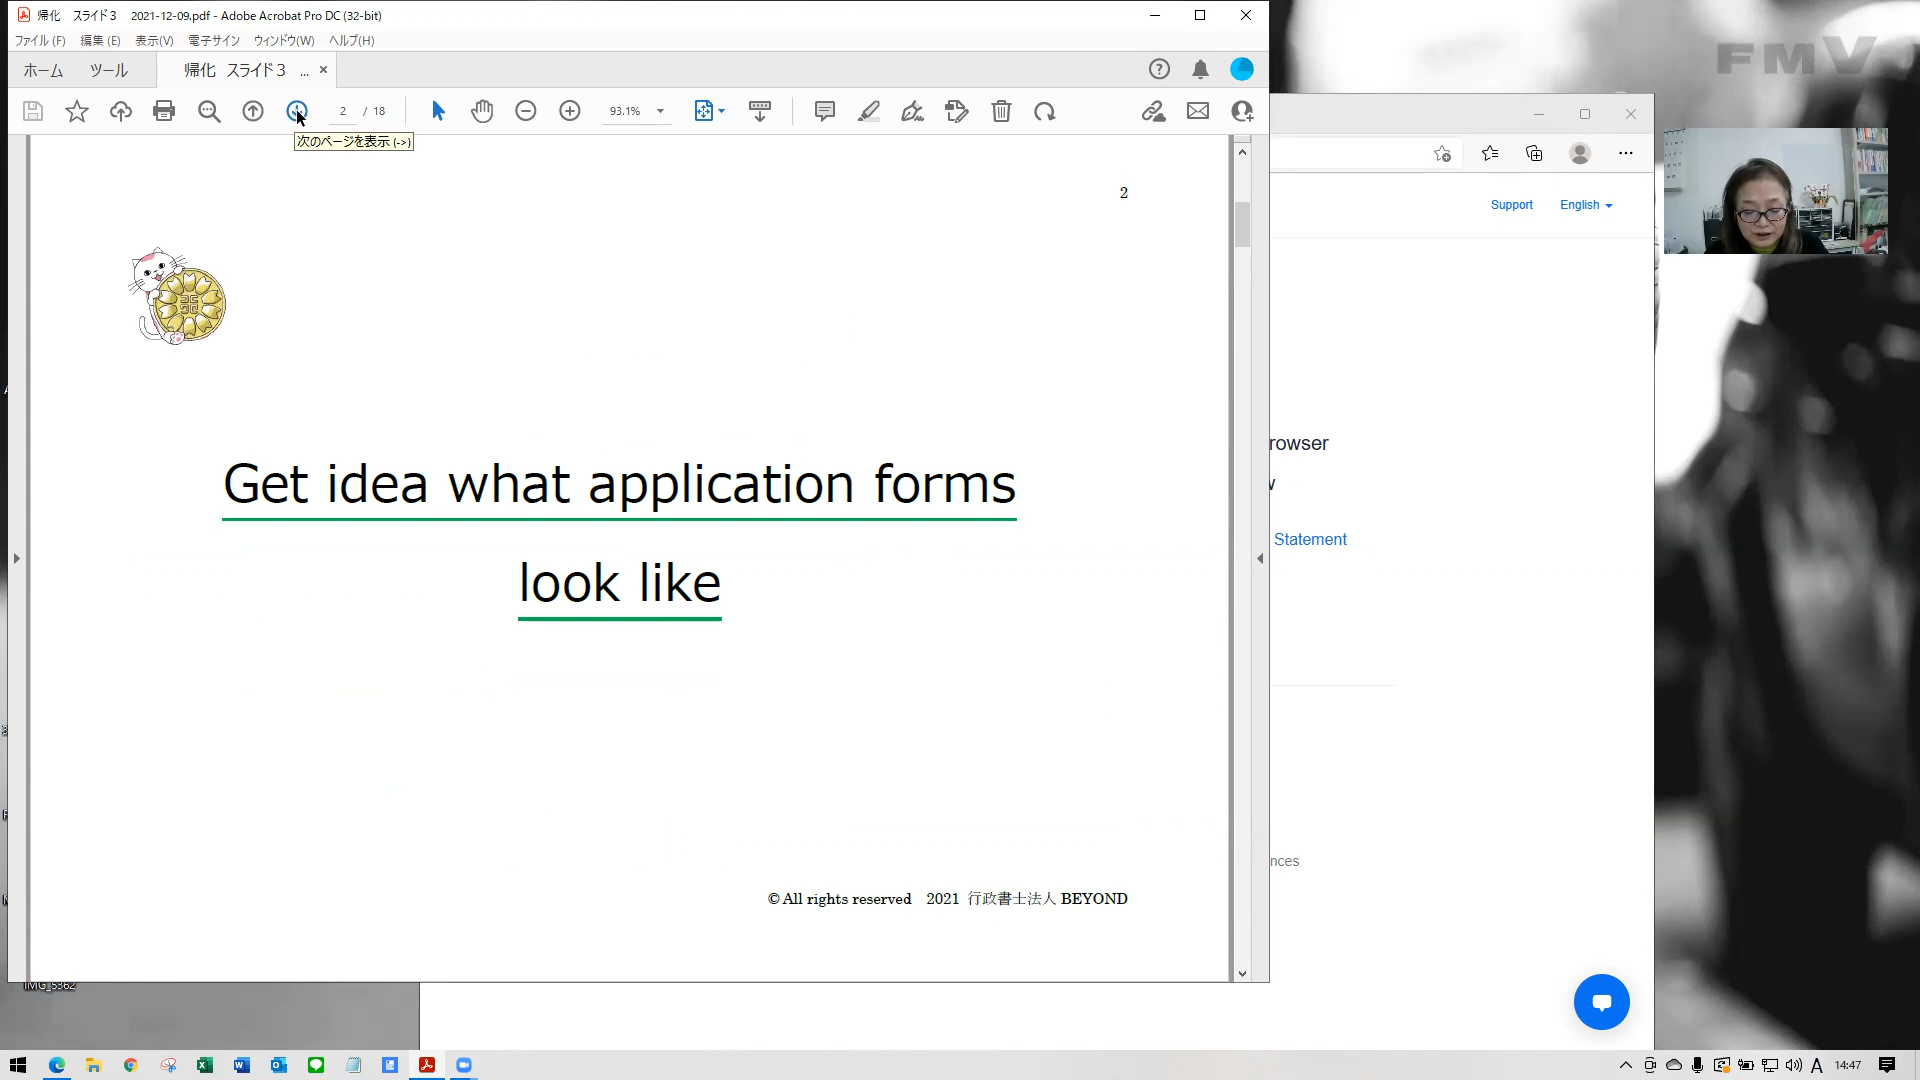 帰化　スライド３　2021-12-09.pdf - Adobe Acrobat Pro DC (32-bit)
ファイル (F)　編集 (E)　表示(V)　電子サイン　ウィンドウ(W)　ヘルプ(H)
ホーム　ツール　帰化　スライド３　... ×
2 / 18　93.1%
次のページを表示 (->)
2
Get idea what application forms
look like
© All rights reserved　2021 行政書士法人 BEYOND
FMV
Support　English
rowser
w
Statement
nces
IMG_5362
A 14:47